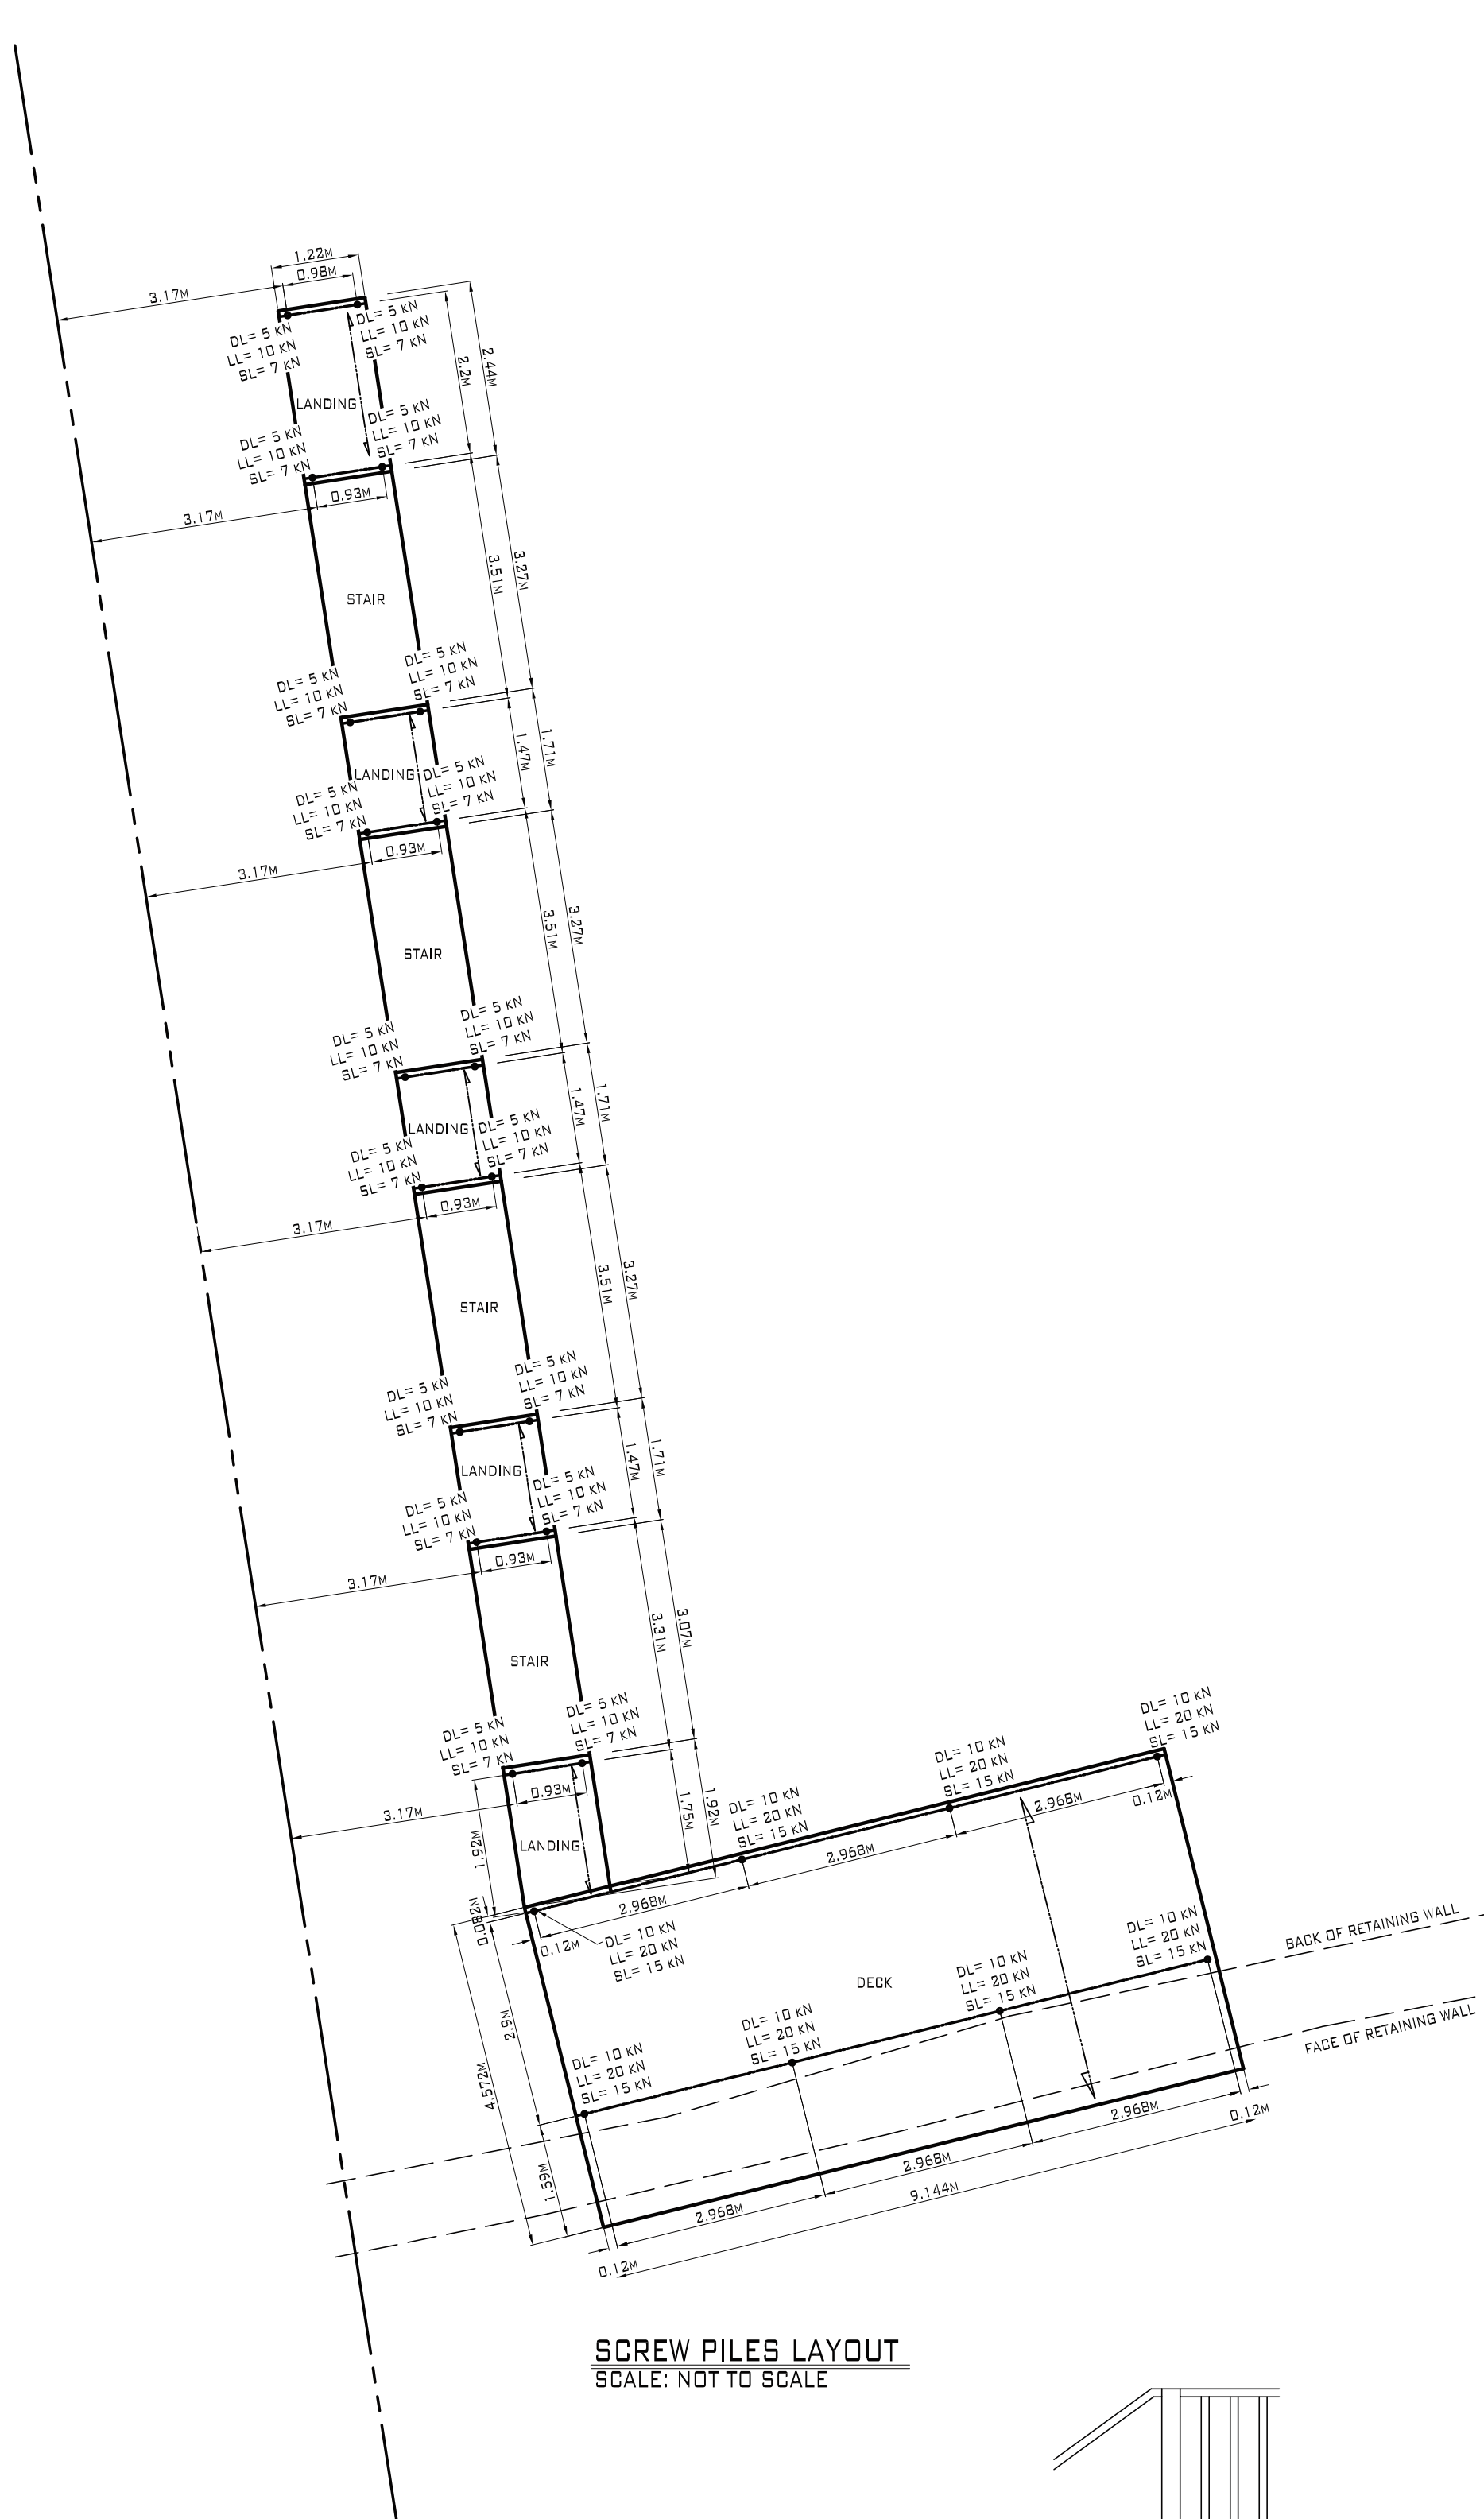 1.22M
0.98M
3.17M
DL= 5 KN
LL= 10 KN
SL= 7 KN
DL= 5 KN
LL= 10 KN
SL= 7 KN
2.2M
2.44M
LANDING
DL= 5 KN
LL= 10 KN
SL= 7 KN
DL= 5 KN
LL= 10 KN
SL= 7 KN
0.93M
3.17M
3.51M
3.27M
STAIR
DL= 5 KN
LL= 10 KN
SL= 7 KN
DL= 5 KN
LL= 10 KN
SL= 7 KN
1.47M
1.71M
LANDING
DL= 5 KN
LL= 10 KN
SL= 7 KN
DL= 5 KN
LL= 10 KN
SL= 7 KN
0.93M
3.17M
3.51M
3.27M
STAIR
DL= 5 KN
LL= 10 KN
SL= 7 KN
DL= 5 KN
LL= 10 KN
SL= 7 KN
1.47M
1.71M
LANDING
DL= 5 KN
LL= 10 KN
SL= 7 KN
DL= 5 KN
LL= 10 KN
SL= 7 KN
0.93M
3.17M
3.51M
3.27M
STAIR
DL= 5 KN
LL= 10 KN
SL= 7 KN
DL= 5 KN
LL= 10 KN
SL= 7 KN
1.47M
1.71M
LANDING
DL= 5 KN
LL= 10 KN
SL= 7 KN
DL= 5 KN
LL= 10 KN
SL= 7 KN
0.93M
3.17M
3.31M
3.07M
STAIR
DL= 5 KN
LL= 10 KN
SL= 7 KN
DL= 5 KN
LL= 10 KN
SL= 7 KN
0.93M
3.17M
1.75M
1.92M
1.92M
LANDING
0.082M
DL= 10 KN
LL= 20 KN
SL= 15 KN
DL= 10 KN
LL= 20 KN
SL= 15 KN
DL= 10 KN
LL= 20 KN
SL= 15 KN
2.968M
0.12M
2.968M
2.968M
0.12M
DL= 10 KN
LL= 20 KN
SL= 15 KN
DECK
DL= 10 KN
LL= 20 KN
SL= 15 KN
DL= 10 KN
LL= 20 KN
SL= 15 KN
DL= 10 KN
LL= 20 KN
SL= 15 KN
DL= 10 KN
LL= 20 KN
SL= 15 KN
BACK OF RETAINING WALL
FACE OF RETAINING WALL
2.9M
4.572M
1.59M
2.968M
0.12M
2.968M
9.144M
2.968M
0.12M
SCREW PILES LAYOUT
SCALE: NOT TO SCALE